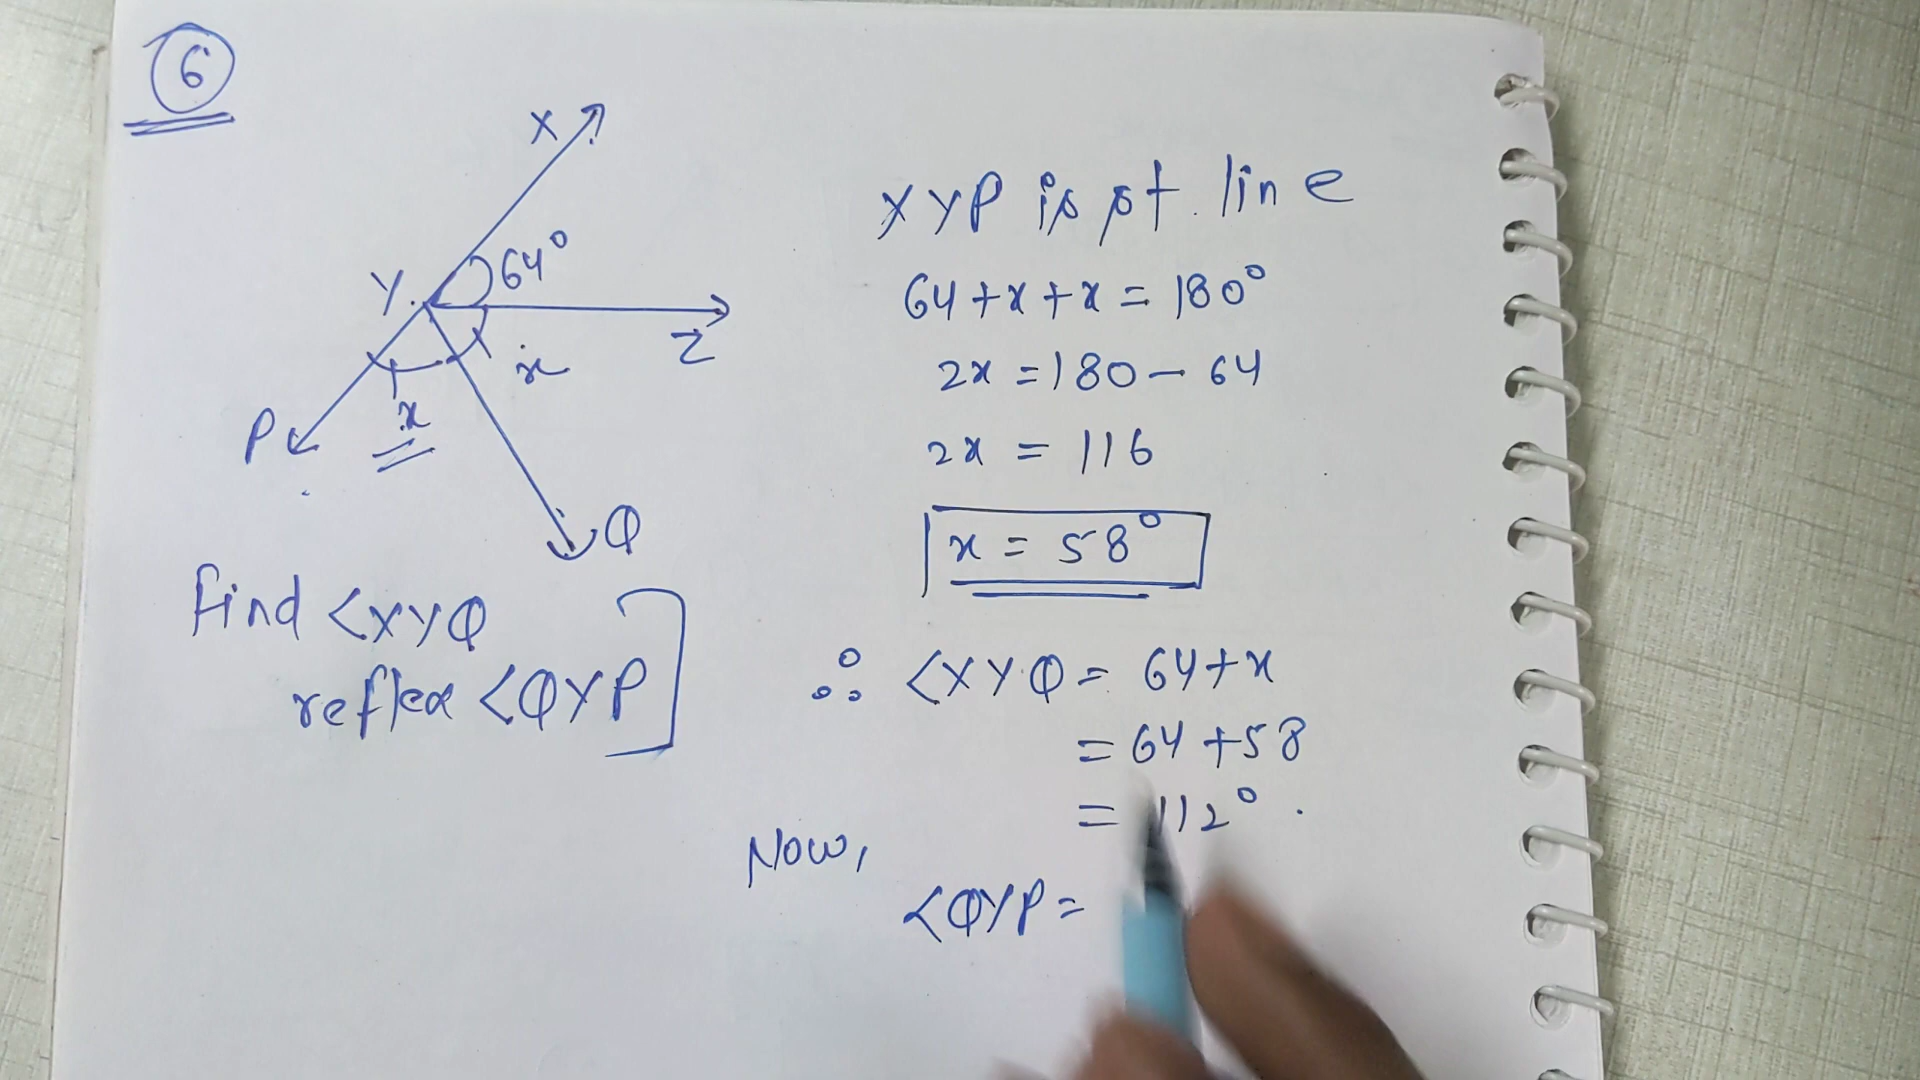 6
X
64°
Y
Z
x
x
P
Q
Find <XYQ
reflex <QYP
XYP is st. line
64+x+x = 180°
2x = 180 - 64
2x = 116
x = 58°
∴ <XYQ = 64+x
= 64+58
= 112°
Now,
<QYP =